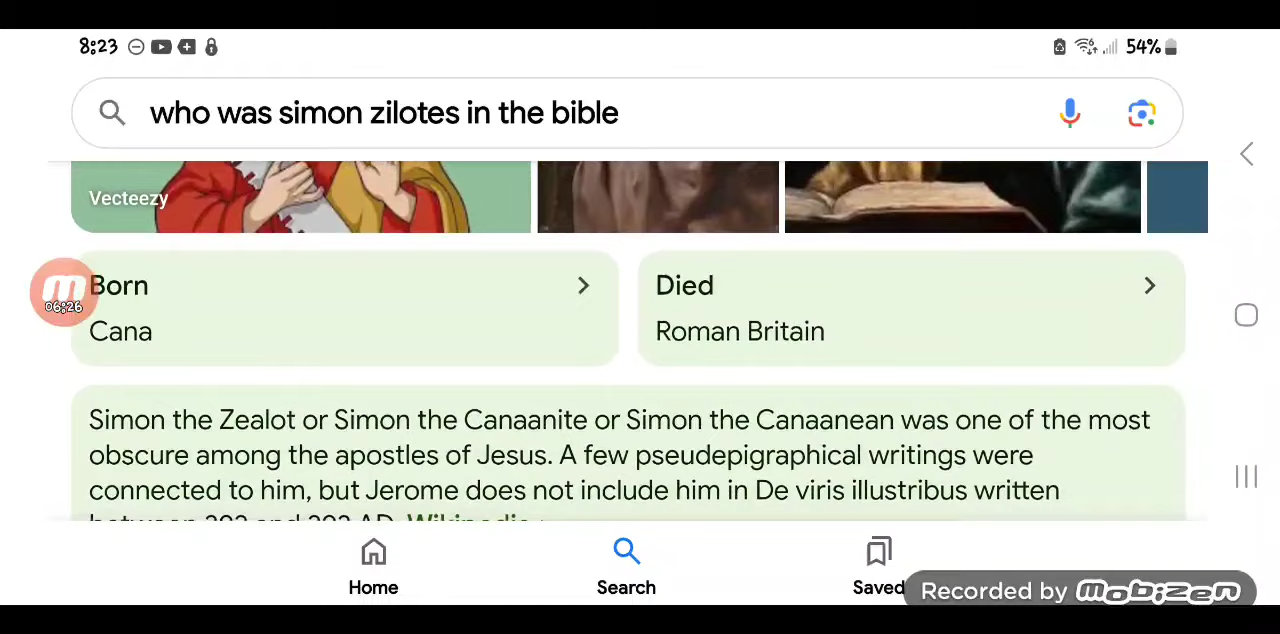 8:23
54%
who was simon zilotes in the bible
Vecteezy
Born
Cana
Died
Roman Britain
06:26
Simon the Zealot or Simon the Canaanite or Simon the Canaanean was one of the most
obscure among the apostles of Jesus. A few pseudepigraphical writings were
connected to him, but Jerome does not include him in De viris illustribus written
Home
Search
Saved
Recorded by mobizen